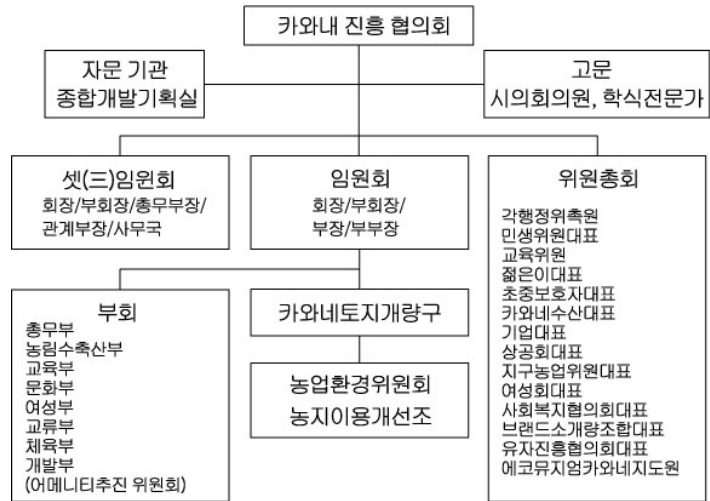 카와내 진흥 협의회
자문 기관
종합개발기획실
고문
시의회의원, 학식전문가
셋(三)임원회
회장/부회장/총무부장/
관계부장/사무국
임원회
회장/부회장/
부장/부부장
위원총회
각행정위촉원
민생위원대표
교육위원
젊은이대표
초중보호자대표
카와네수산대표
기업대표
상공회대표
지구농업위원대표
여성회대표
사회복지협의회대표
브랜드소개량조합대표
유자진흥협의회대표
에코뮤지엄카와네지도원
부회
총무부
농림수축산부
교육부
문화부
여성부
교류부
체육부
개발부
(어메니티추진 위원회)
카와네토지개량구
농업환경위원회
농지이용개선조